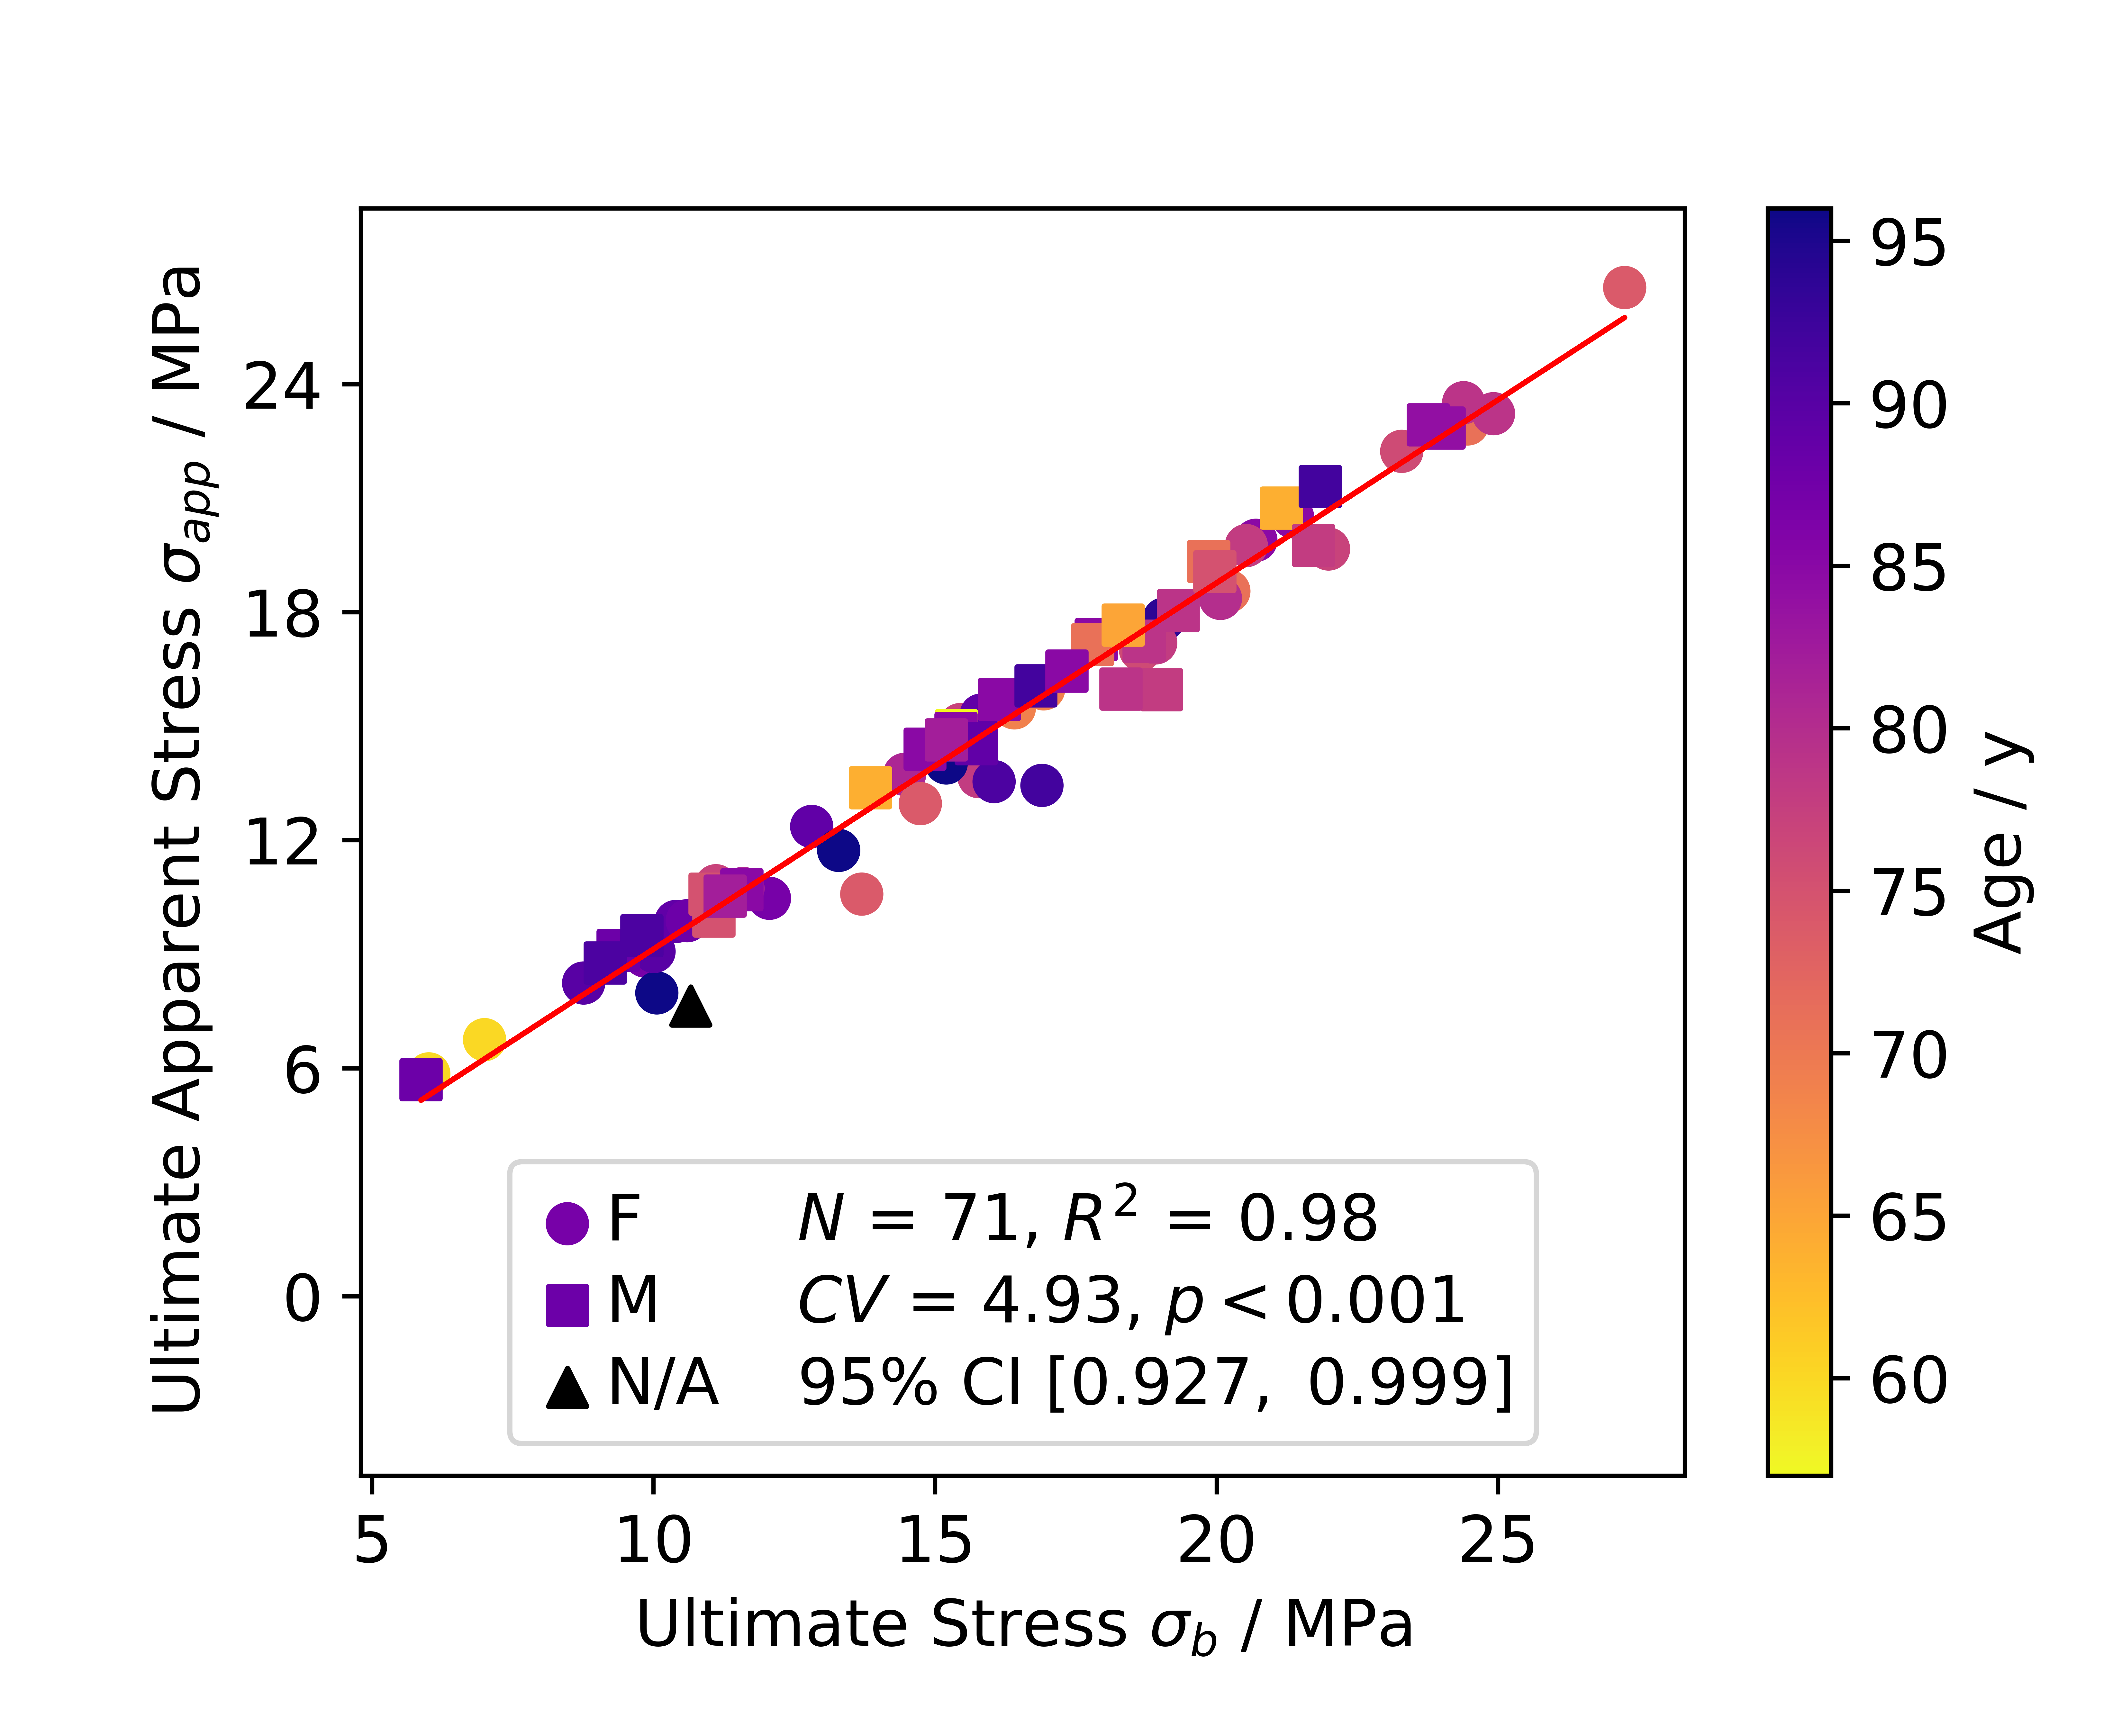 Ultimate Apparent Stress σ_app / MPa
24
18
12
6
0
F
M
N/A
N = 71, R² = 0.98
CV = 4.93, p < 0.001
95% CI [0.927, 0.999]
5 10 15 20 25
Ultimate Stress σ_b / MPa
95
90
85
80
75
70
65
60
Age / y